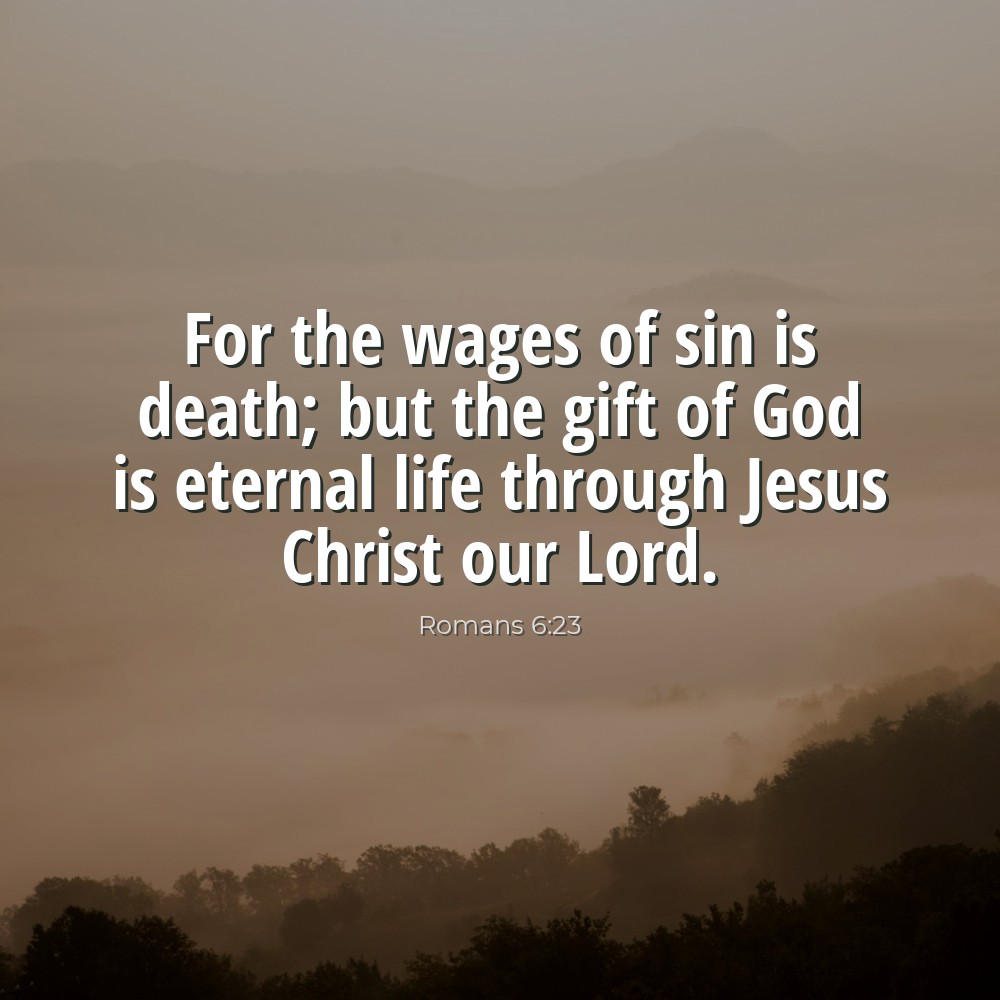 For the wages of sin is
death; but the gift of God
is eternal life through Jesus
Christ our Lord.
Romans 6:23